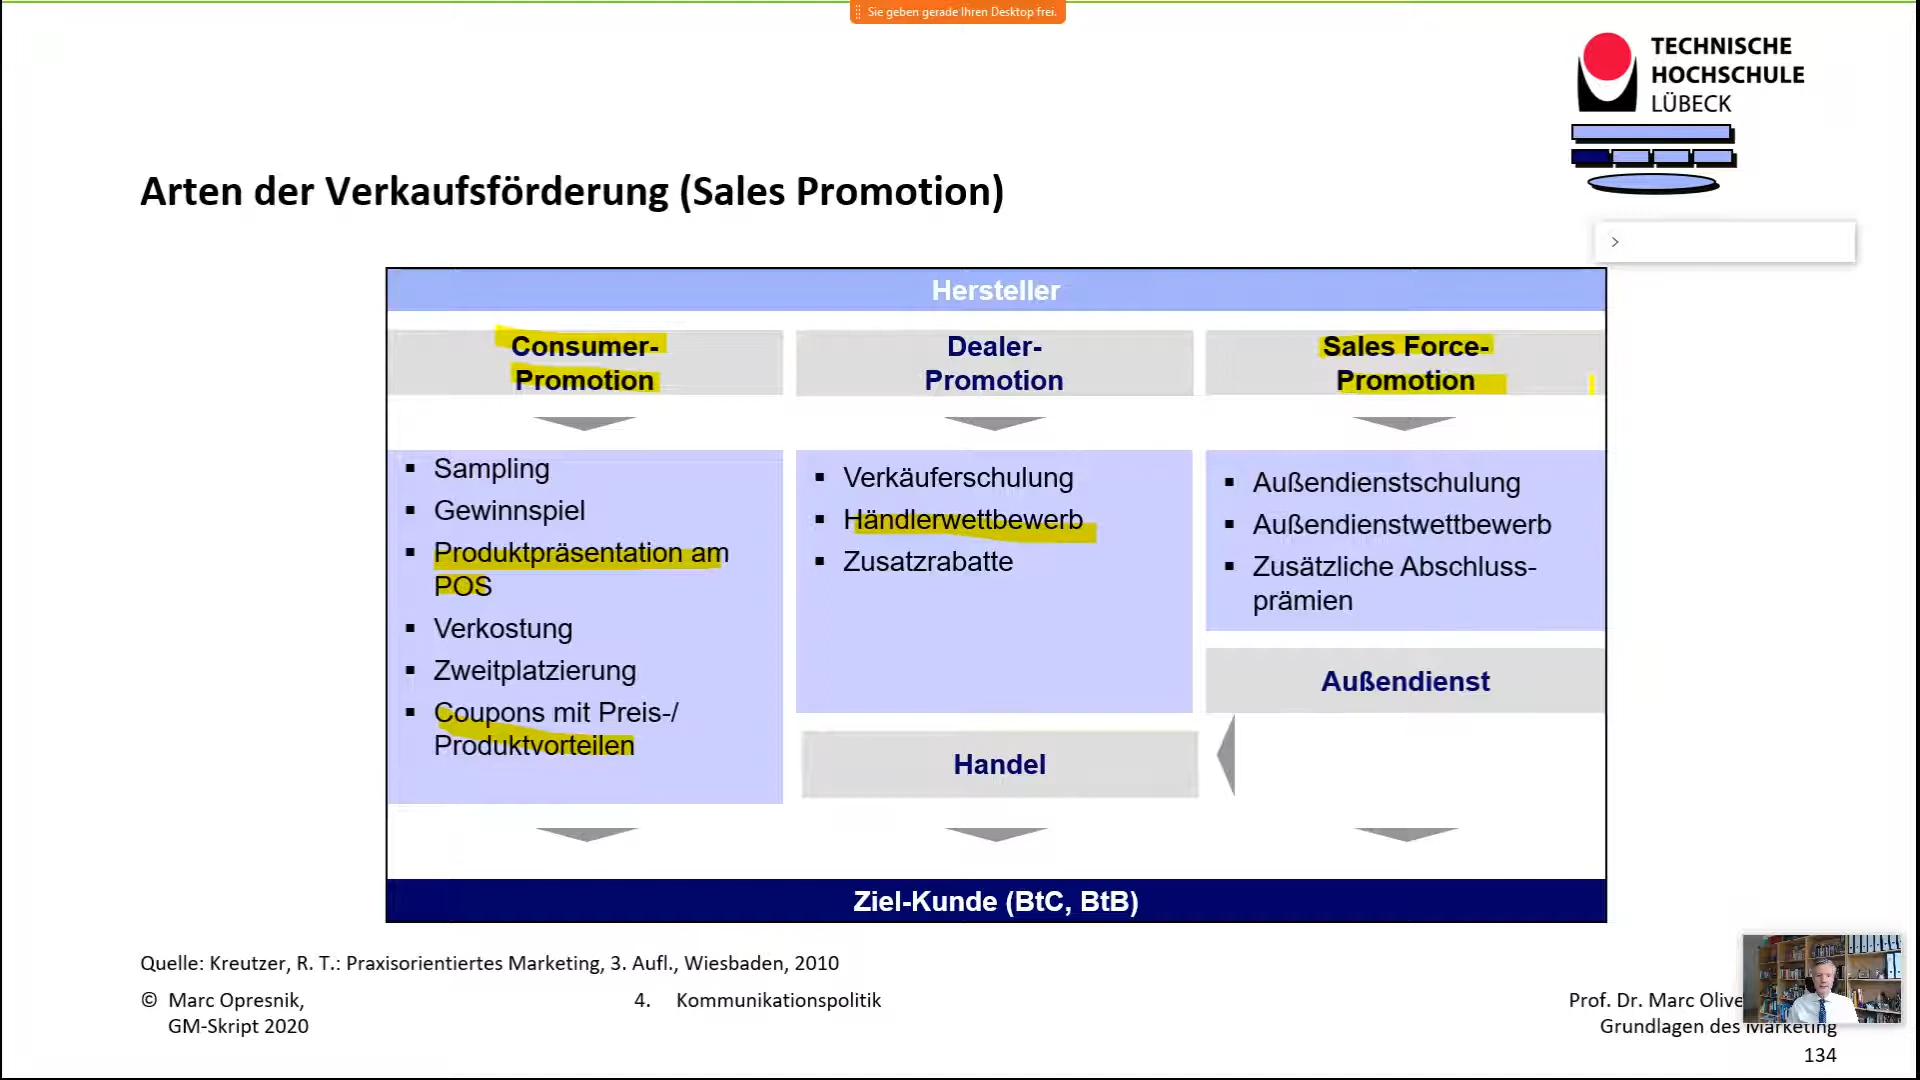 Sie geben gerade Ihren Desktop frei.
TECHNISCHE
HOCHSCHULE
LÜBECK
Arten der Verkaufsförderung (Sales Promotion)
Hersteller
Consumer-
Promotion
Dealer-
Promotion
Sales Force-
Promotion
▪ Sampling
▪ Gewinnspiel
▪ Produktpräsentation am
POS
▪ Verkostung
▪ Zweitplatzierung
▪ Coupons mit Preis-/
Produktvorteilen
▪ Verkäuferschulung
▪ Händlerwettbewerb
▪ Zusatzrabatte
▪ Außendienstschulung
▪ Außendienstwettbewerb
▪ Zusätzliche Abschluss-
prämien
Außendienst
Handel
Ziel-Kunde (BtC, BtB)
Quelle: Kreutzer, R. T.: Praxisorientiertes Marketing, 3. Aufl., Wiesbaden, 2010
© Marc Opresnik,
GM-Skript 2020
4. Kommunikationspolitik
Prof. Dr. Marc Olive
Grundlagen des Marketing
134